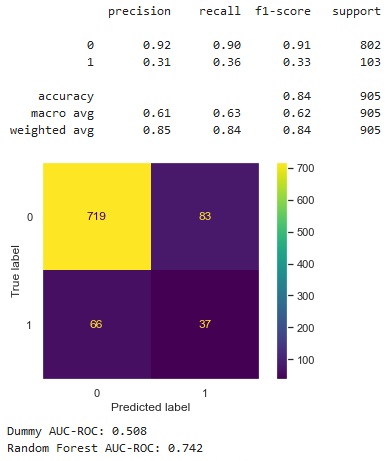 precision recall f1-score support
0 0.92 0.90 0.91 802
1 0.31 0.36 0.33 103
accuracy 0.84 905
macro avg 0.61 0.63 0.62 905
weighted avg 0.85 0.84 0.84 905
True label
0
1
719 83
66 37
0 1
Predicted label
700
600
500
400
300
200
100
Dummy AUC-ROC: 0.508
Random Forest AUC-ROC: 0.742